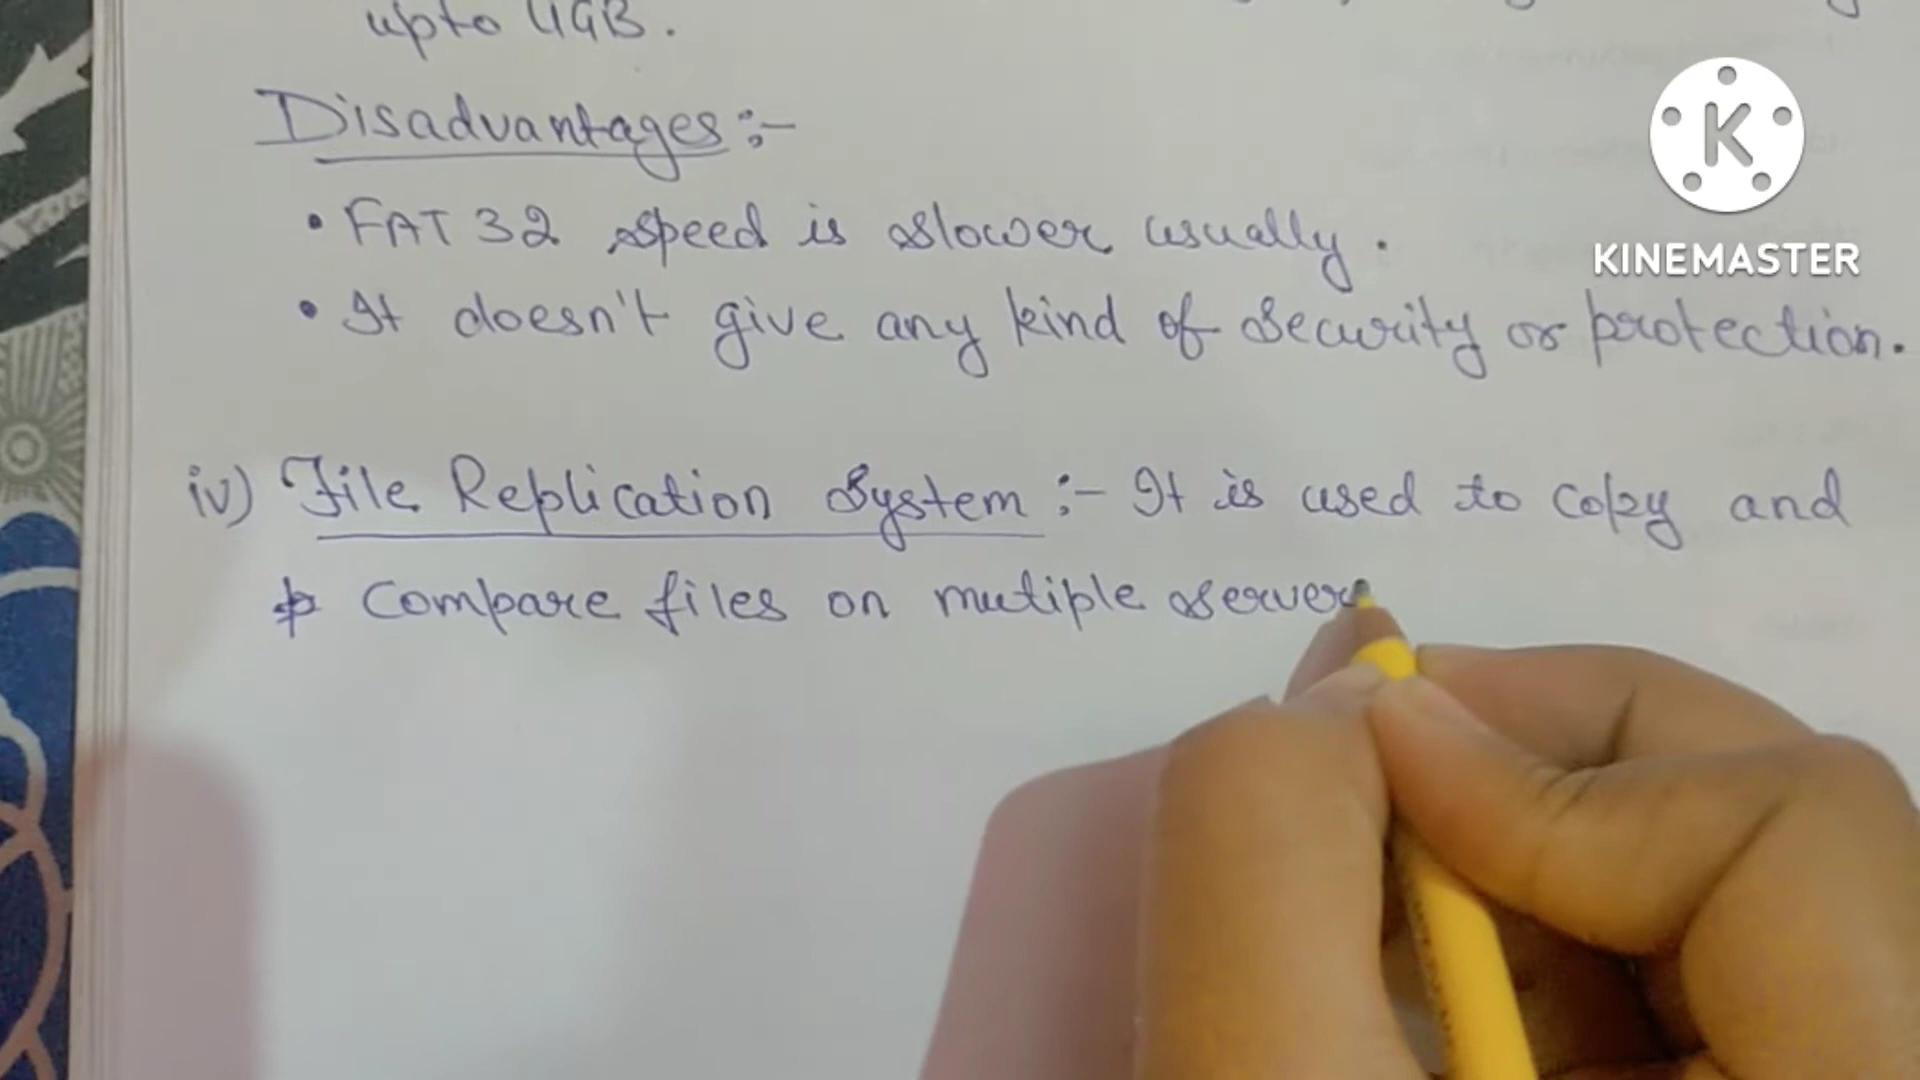 upto 4GB.
Disadvantages :-
• FAT 32 speed is slower usually.
• It doesn't give any kind of security or protection.
iv) File Replication System :- It is used to copy and
compare files on mutiple server
K
KINEMASTER